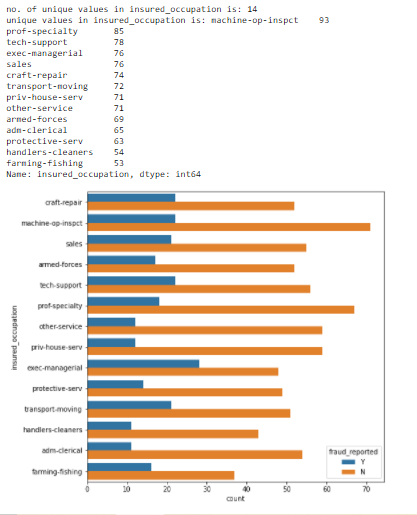 no. of unique values in insured_occupation is: 14
unique values in insured_occupation is: machine-op-inspct    93
prof-specialty       85
tech-support         78
exec-managerial      76
sales                76
craft-repair         74
transport-moving     72
priv-house-serv      71
other-service        71
armed-forces         69
adm-clerical         65
protective-serv      63
handlers-cleaners    54
farming-fishing      53
Name: insured_occupation, dtype: int64
craft-repair
machine-op-inspct
sales
armed-forces
tech-support
prof-specialty
other-service
priv-house-serv
exec-managerial
protective-serv
transport-moving
handlers-cleaners
adm-clerical
farming-fishing
insured_occupation
fraud_reported
Y
N
0 10 20 30 40 50 60 70
count